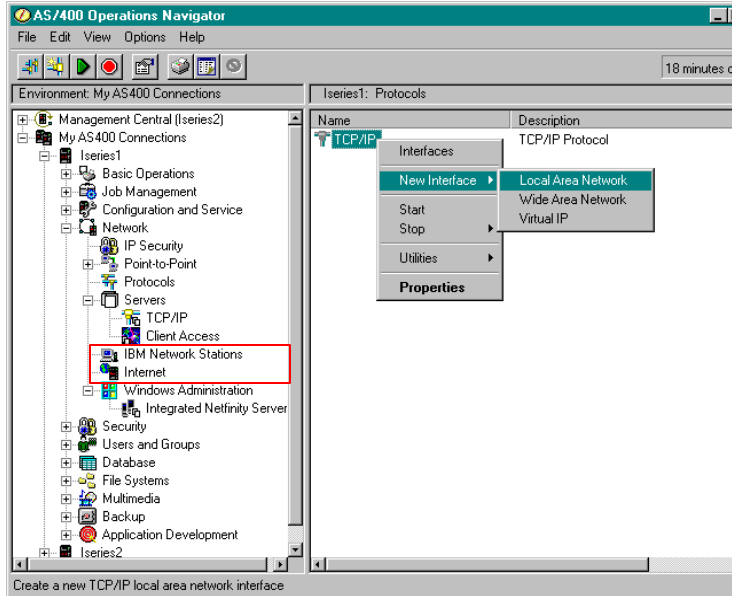 AS/400 Operations Navigator
File Edit View Options Help
18 minutes o
Environment: My AS400 Connections
Iseries1: Protocols
Management Central (Iseries2)
My AS400 Connections
Iseries1
Basic Operations
Job Management
Configuration and Service
Network
IP Security
Point-to-Point
Protocols
Servers
TCP/IP
Client Access
IBM Network Stations
Internet
Windows Administration
Integrated Netfinity Server
Security
Users and Groups
Database
File Systems
Multimedia
Backup
Application Development
Iseries2
Name Description
TCP/IP TCP/IP Protocol
Interfaces
New Interface
Start
Stop
Utilities
Properties
Local Area Network
Wide Area Network
Virtual IP
Create a new TCP/IP local area network interface